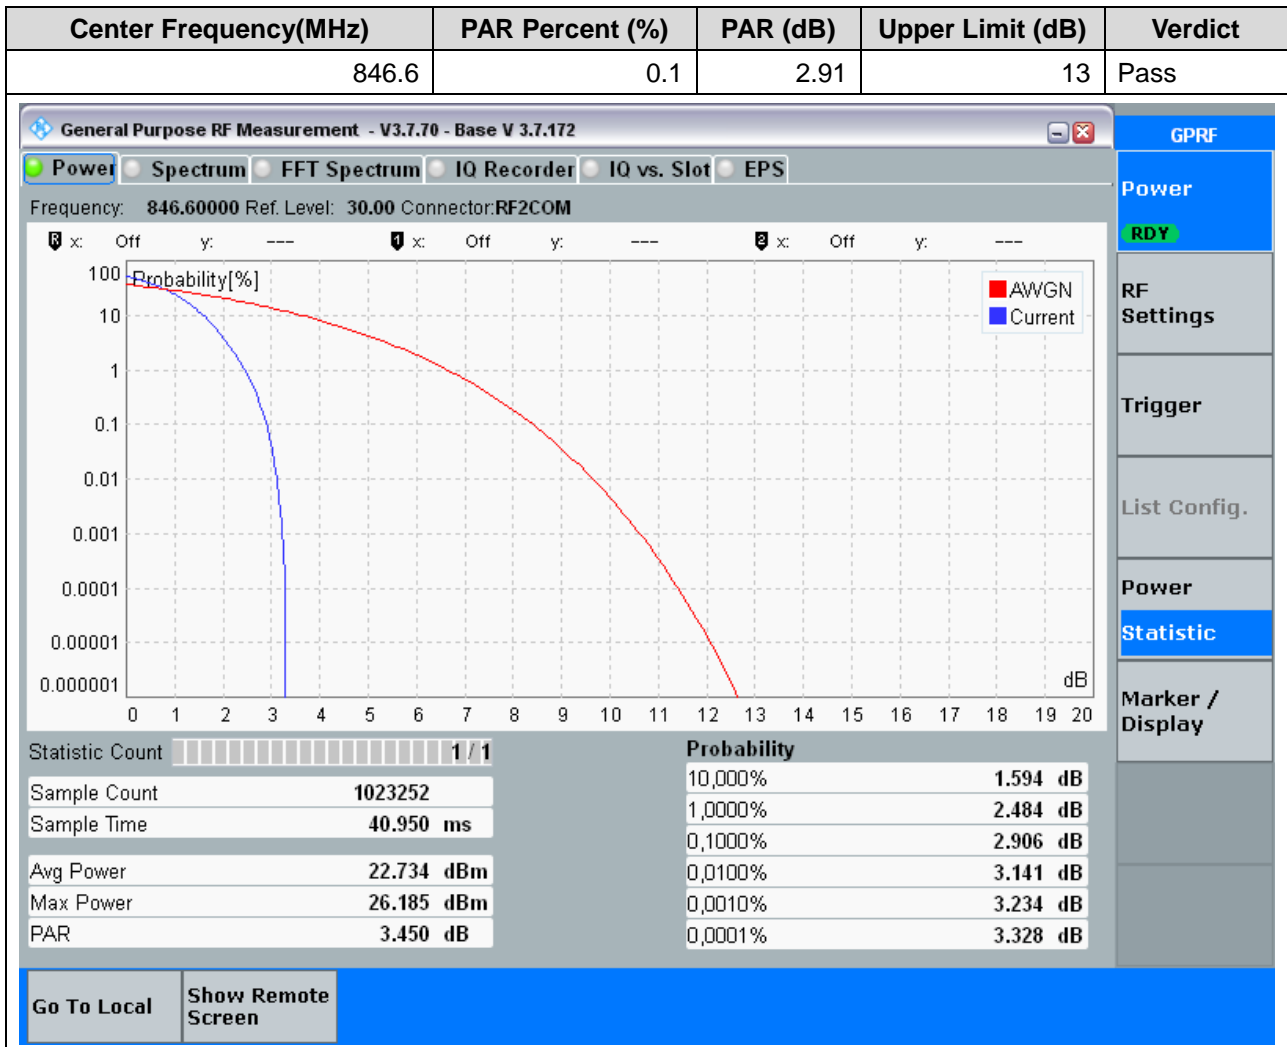 Center Frequency(MHz) PAR Percent (%) PAR (dB) Upper Limit (dB) Verdict
846.6 0.1 2.91 13 Pass
General Purpose RF Measurement - V3.7.70 - Base V 3.7.172
GPRF
Power Spectrum FFT Spectrum IQ Recorder IQ vs. Slot EPS
Power
RDY
Frequency: 846.60000 Ref. Level: 30.00 Connector:RF2COM
R x: Off y: --- 1 x: Off y: --- 2 x: Off y: ---
Probability[%]
AWGN
Current
100
10
1
0.1
0.01
0.001
0.0001
0.00001
0.000001
dB
0 1 2 3 4 5 6 7 8 9 10 11 12 13 14 15 16 17 18 19 20
RF
Settings
Trigger
List Config.
Power
Statistic
Marker /
Display
Statistic Count 1 / 1
Sample Count 1023252
Sample Time 40.950 ms
Avg Power 22.734 dBm
Max Power 26.185 dBm
PAR 3.450 dB
Probability
10,000% 1.594 dB
1,0000% 2.484 dB
0,1000% 2.906 dB
0,0100% 3.141 dB
0,0010% 3.234 dB
0,0001% 3.328 dB
Go To Local
Show Remote
Screen